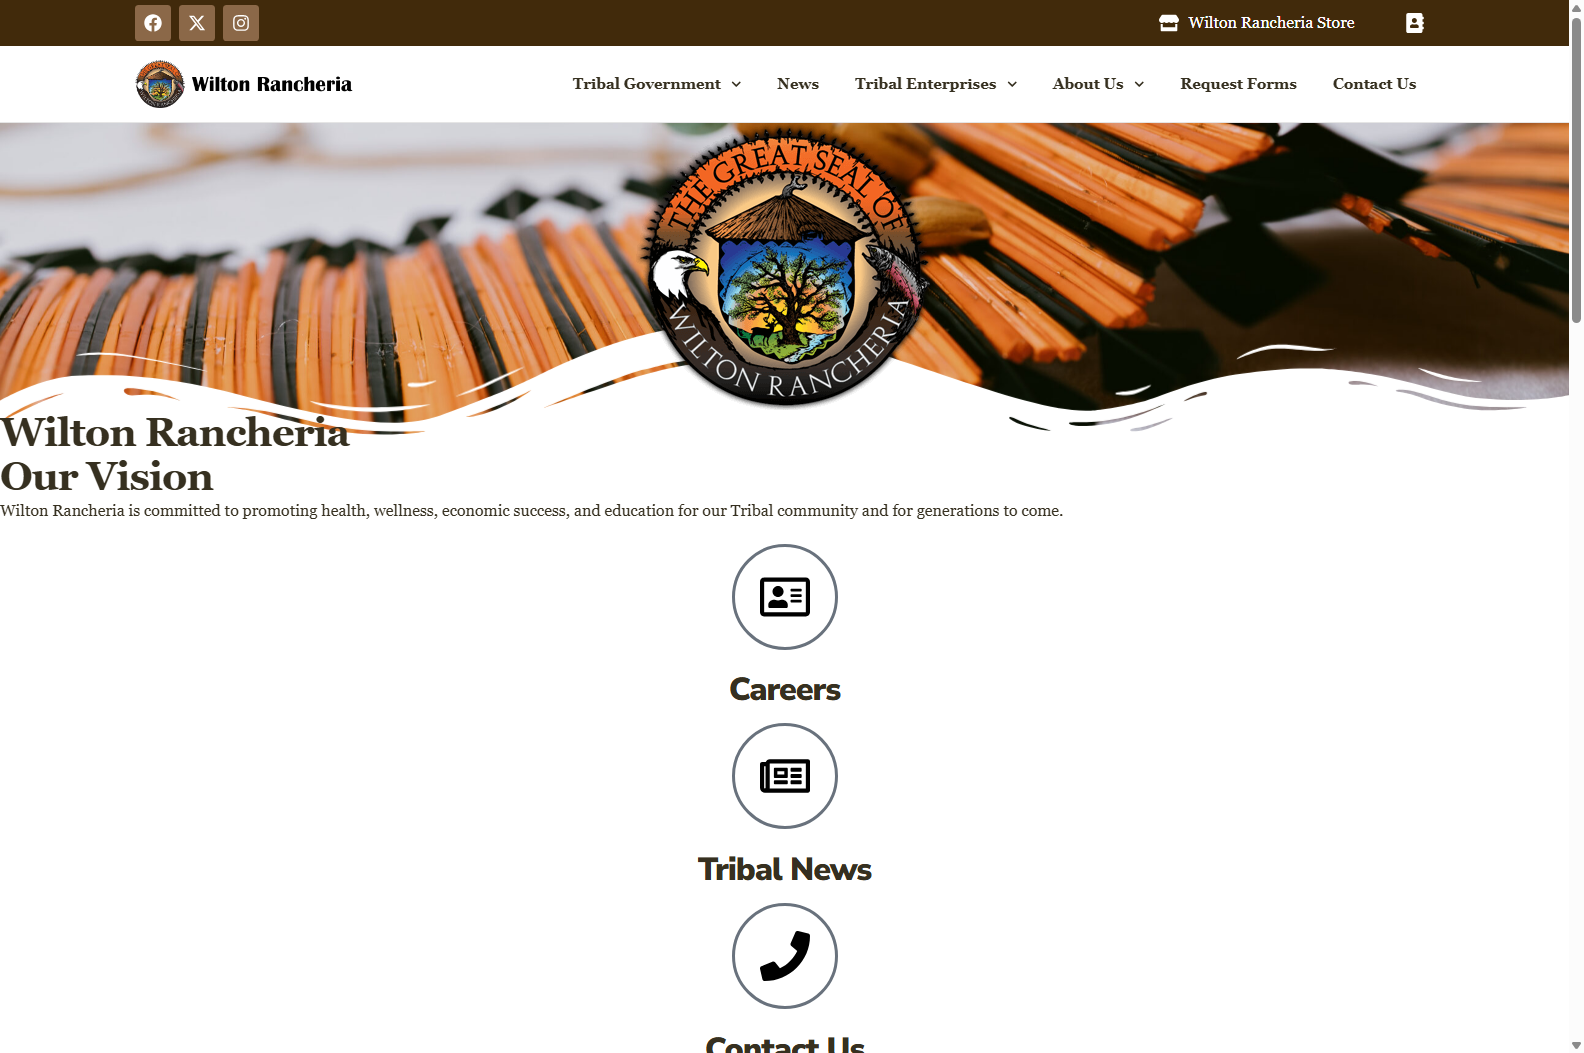 Wilton Rancheria Store
Wilton Rancheria
Tribal Government
News
Tribal Enterprises
About Us
Request Forms
Contact Us
THE GREAT SEAL OF
WILTON RANCHERIA
Wilton Rancheria
Our Vision
Wilton Rancheria is committed to promoting health, wellness, economic success, and education for our Tribal community and for generations to come.
Careers
Tribal News
Contact Us